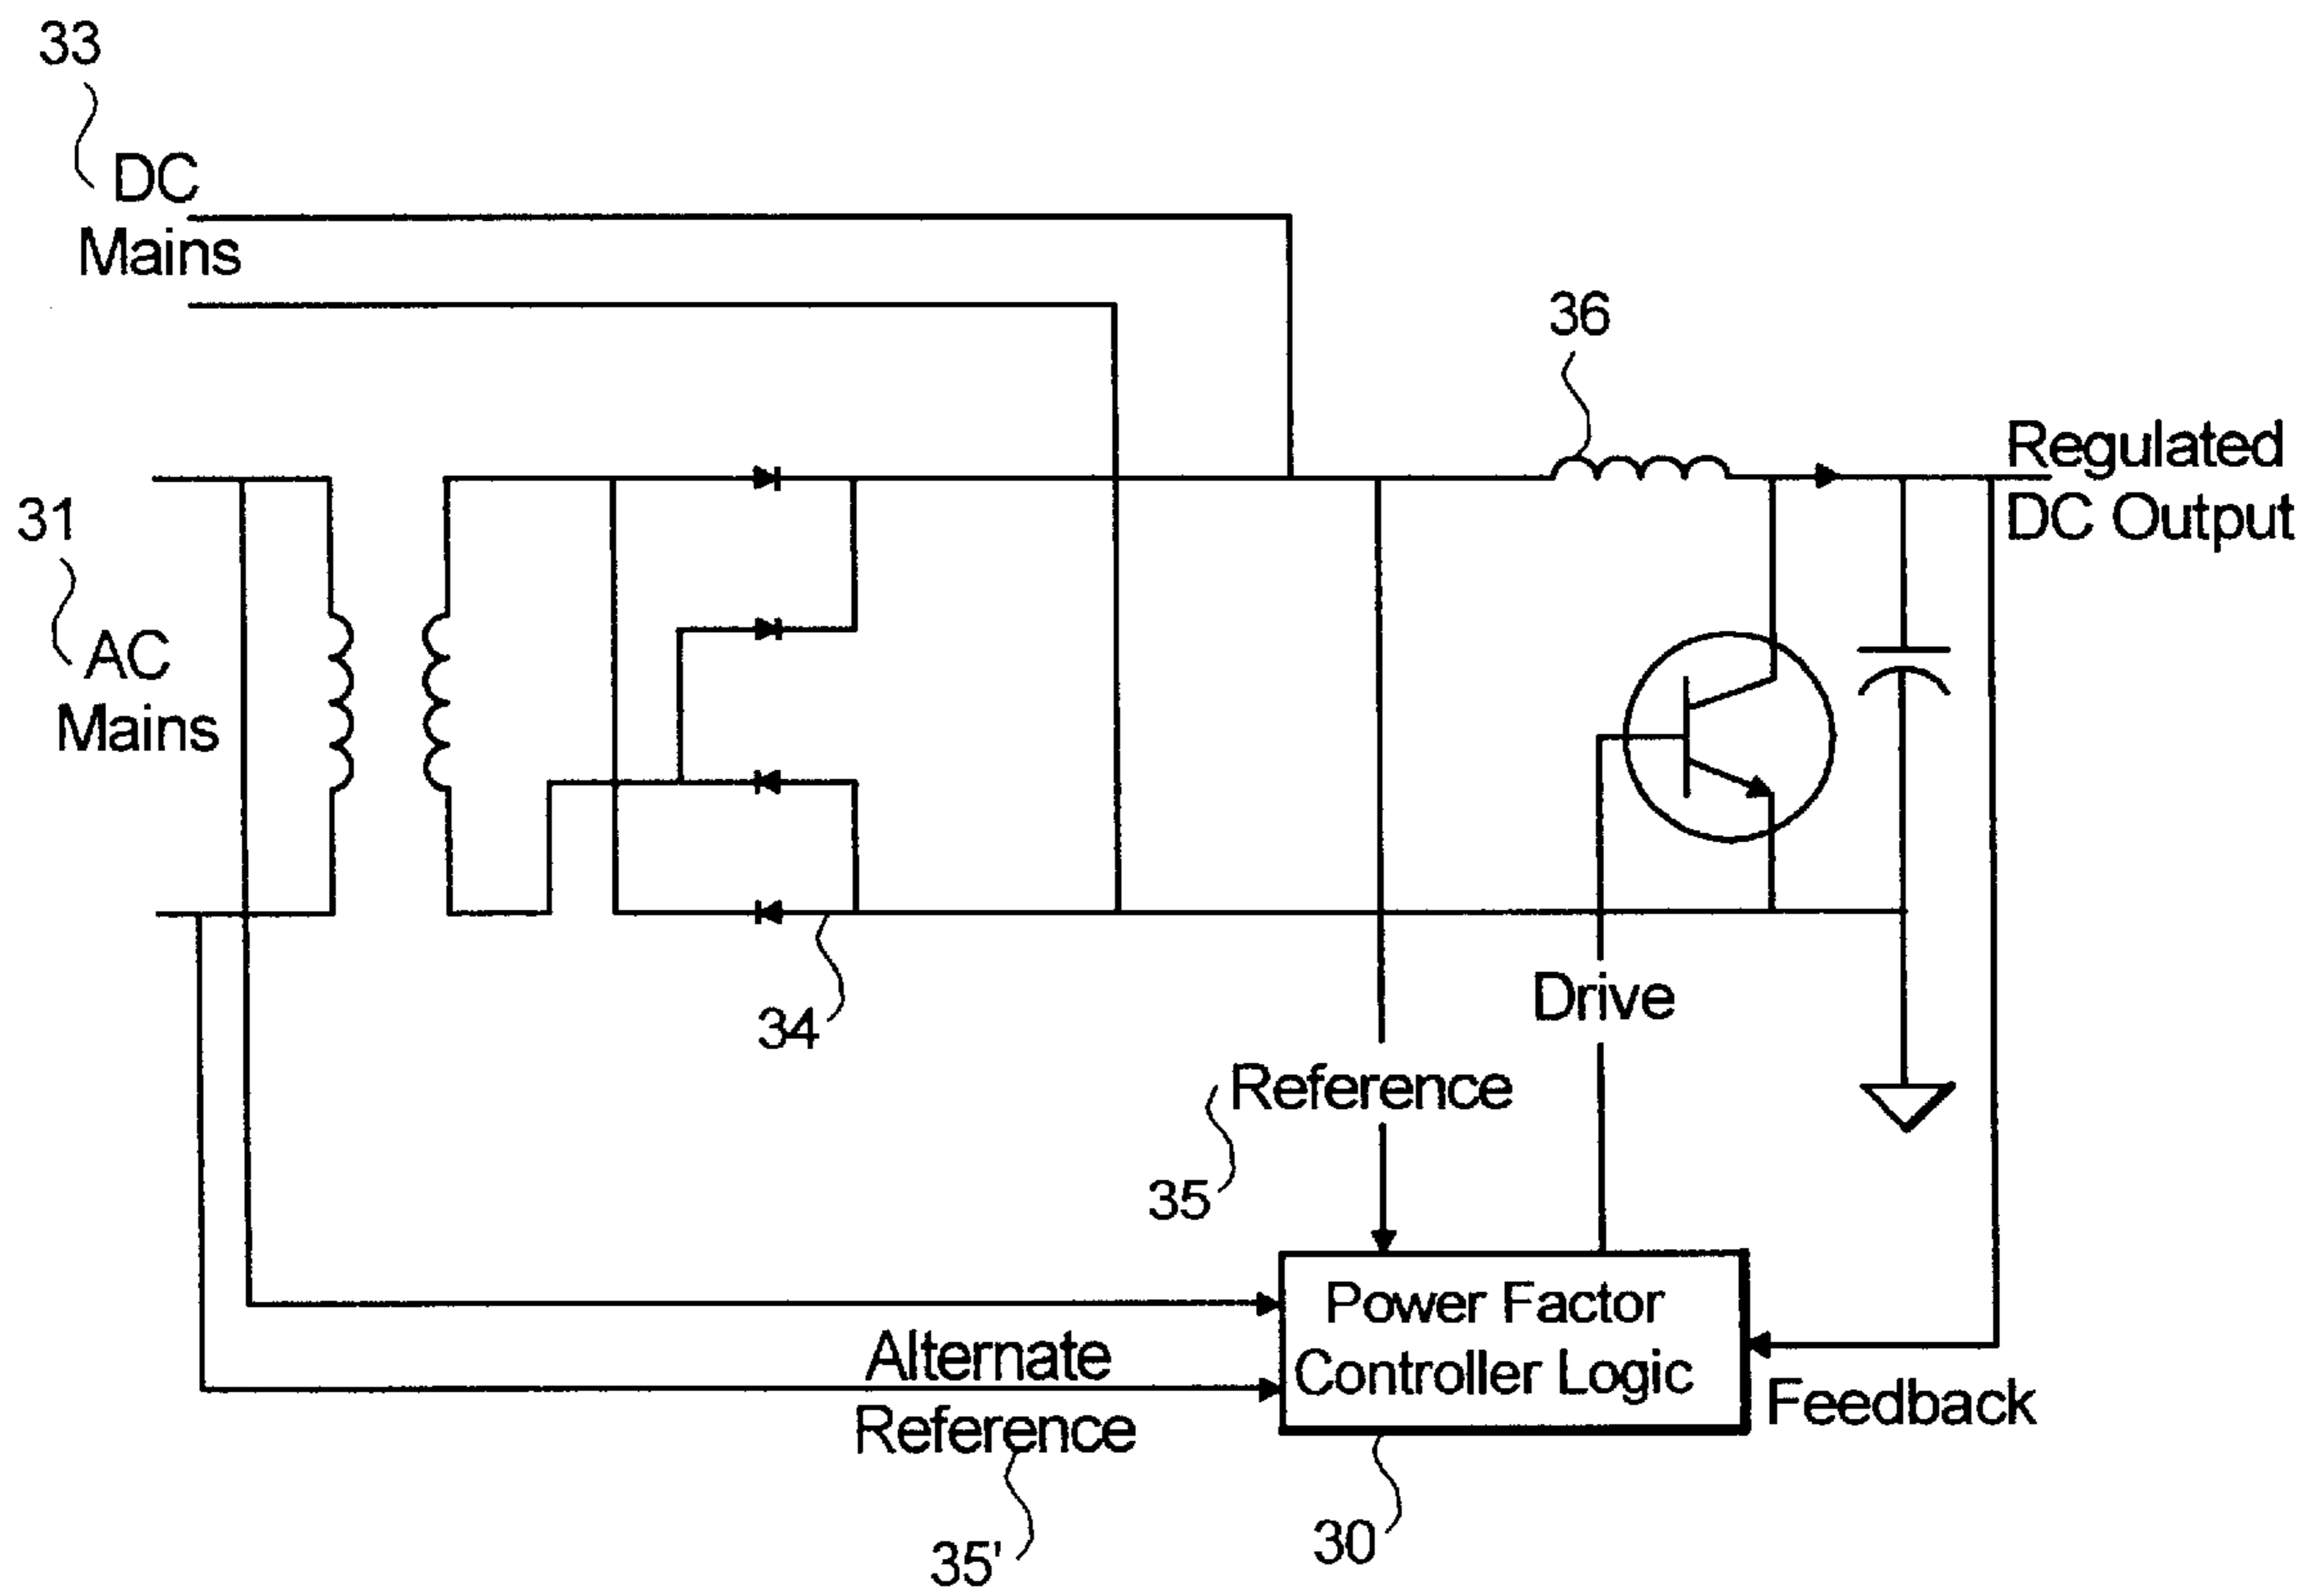 33
DC
Mains
36
Regulated
DC Output
31
AC
Mains
34
Drive
Reference
35
Power Factor
Controller Logic
Alternate
Reference
Feedback
35'
30